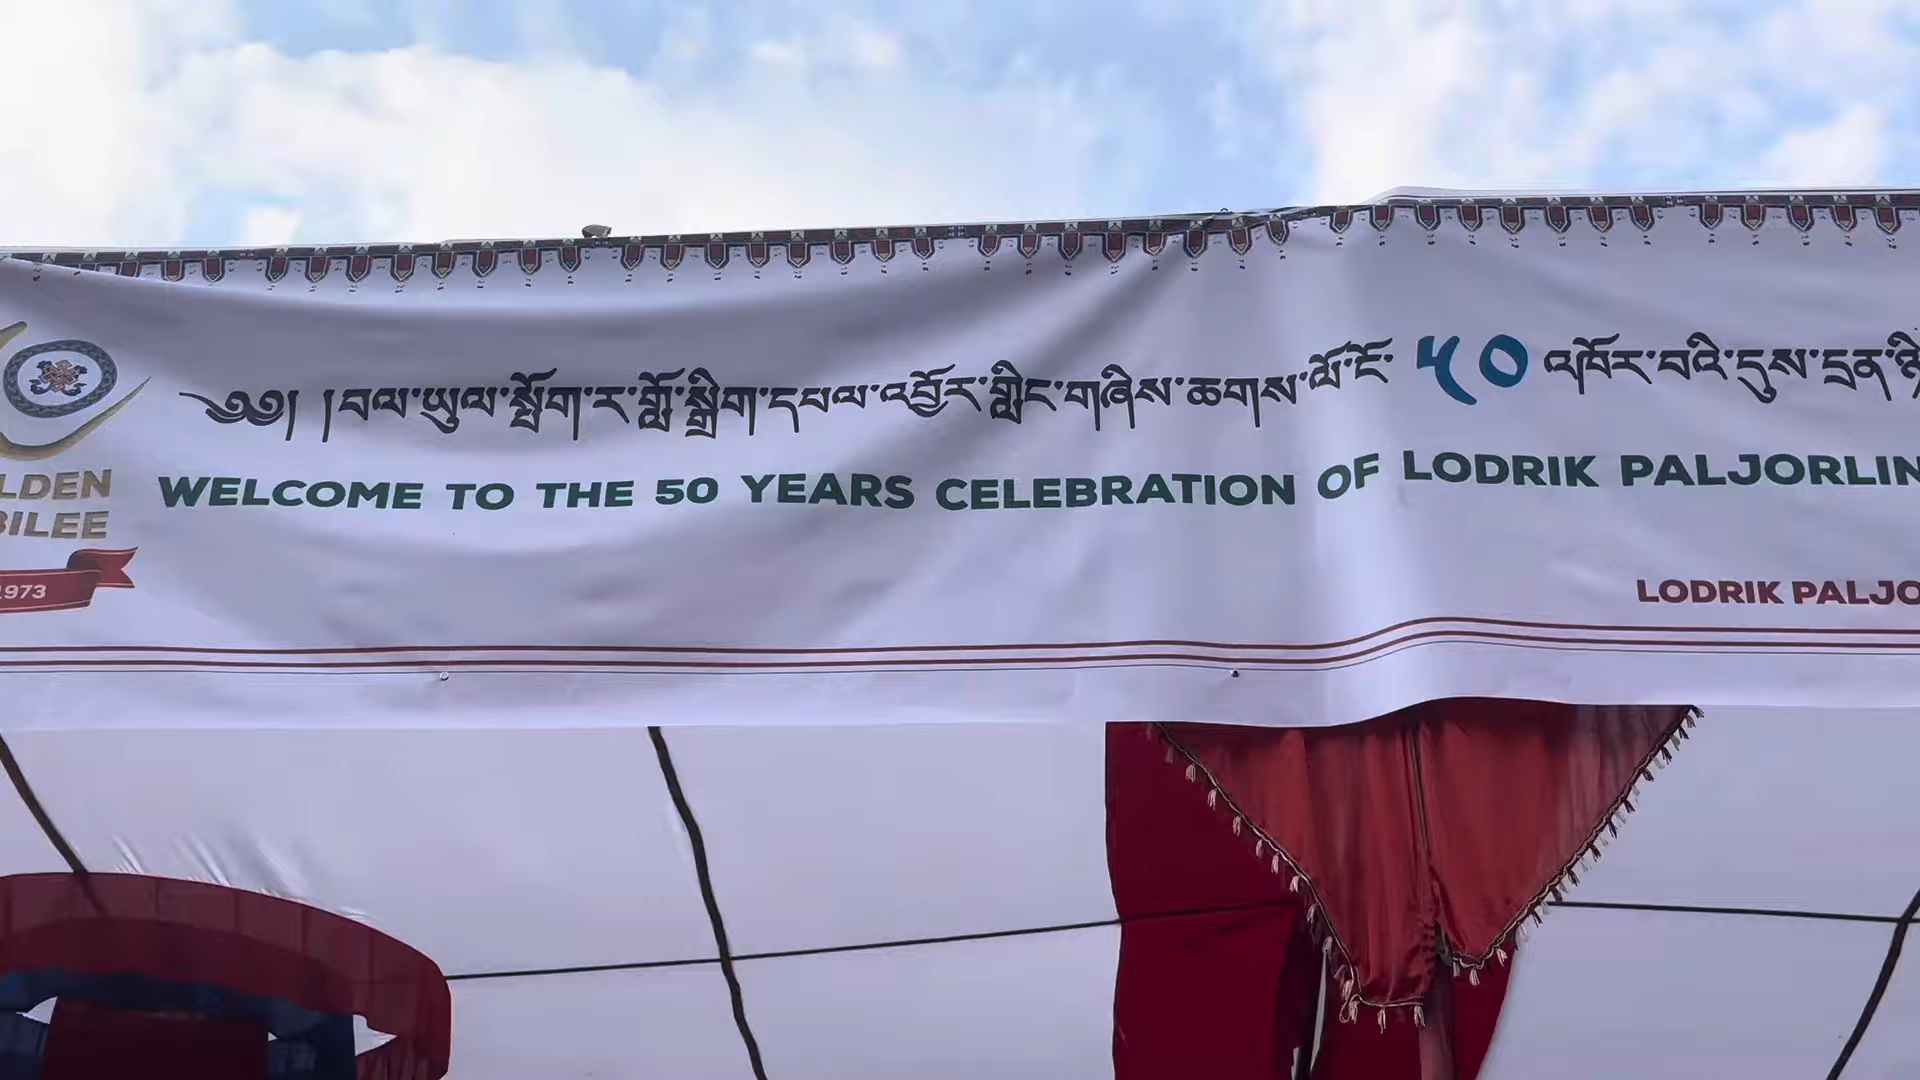 ༄༅། །བལ་ཡུལ་སྤོག་ར་གློ་སྒྲིག་དཔལ་འབྱོར་གླིང་གཞིས་ཆགས་ལོ་ངོ་ ༥༠ འཁོར་བའི་དུས་དྲན་
WELCOME TO THE 50 YEARS CELEBRATION OF LODRIK PALJORLIN
LDEN
BILEE
1973
LODRIK PALJO